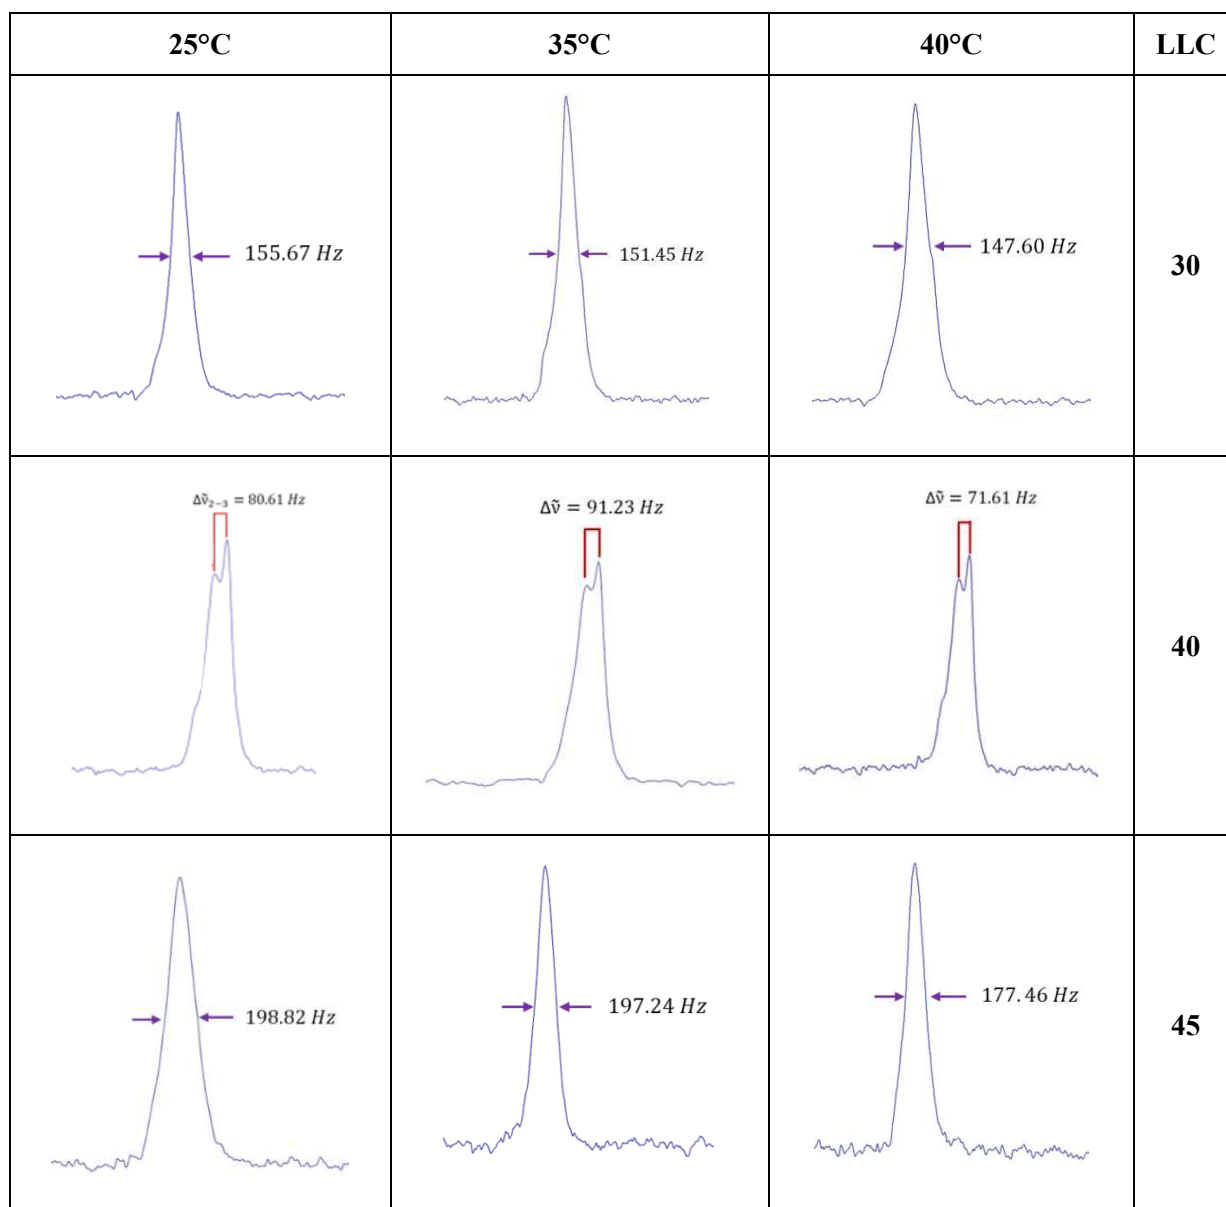 25°C 35°C 40°C LLC
155.67 Hz 151.45 Hz 147.60 Hz 30
Δṽ₂₋₃ = 80.61 Hz Δṽ = 91.23 Hz Δṽ = 71.61 Hz 40
198.82 Hz 197.24 Hz 177.46 Hz 45